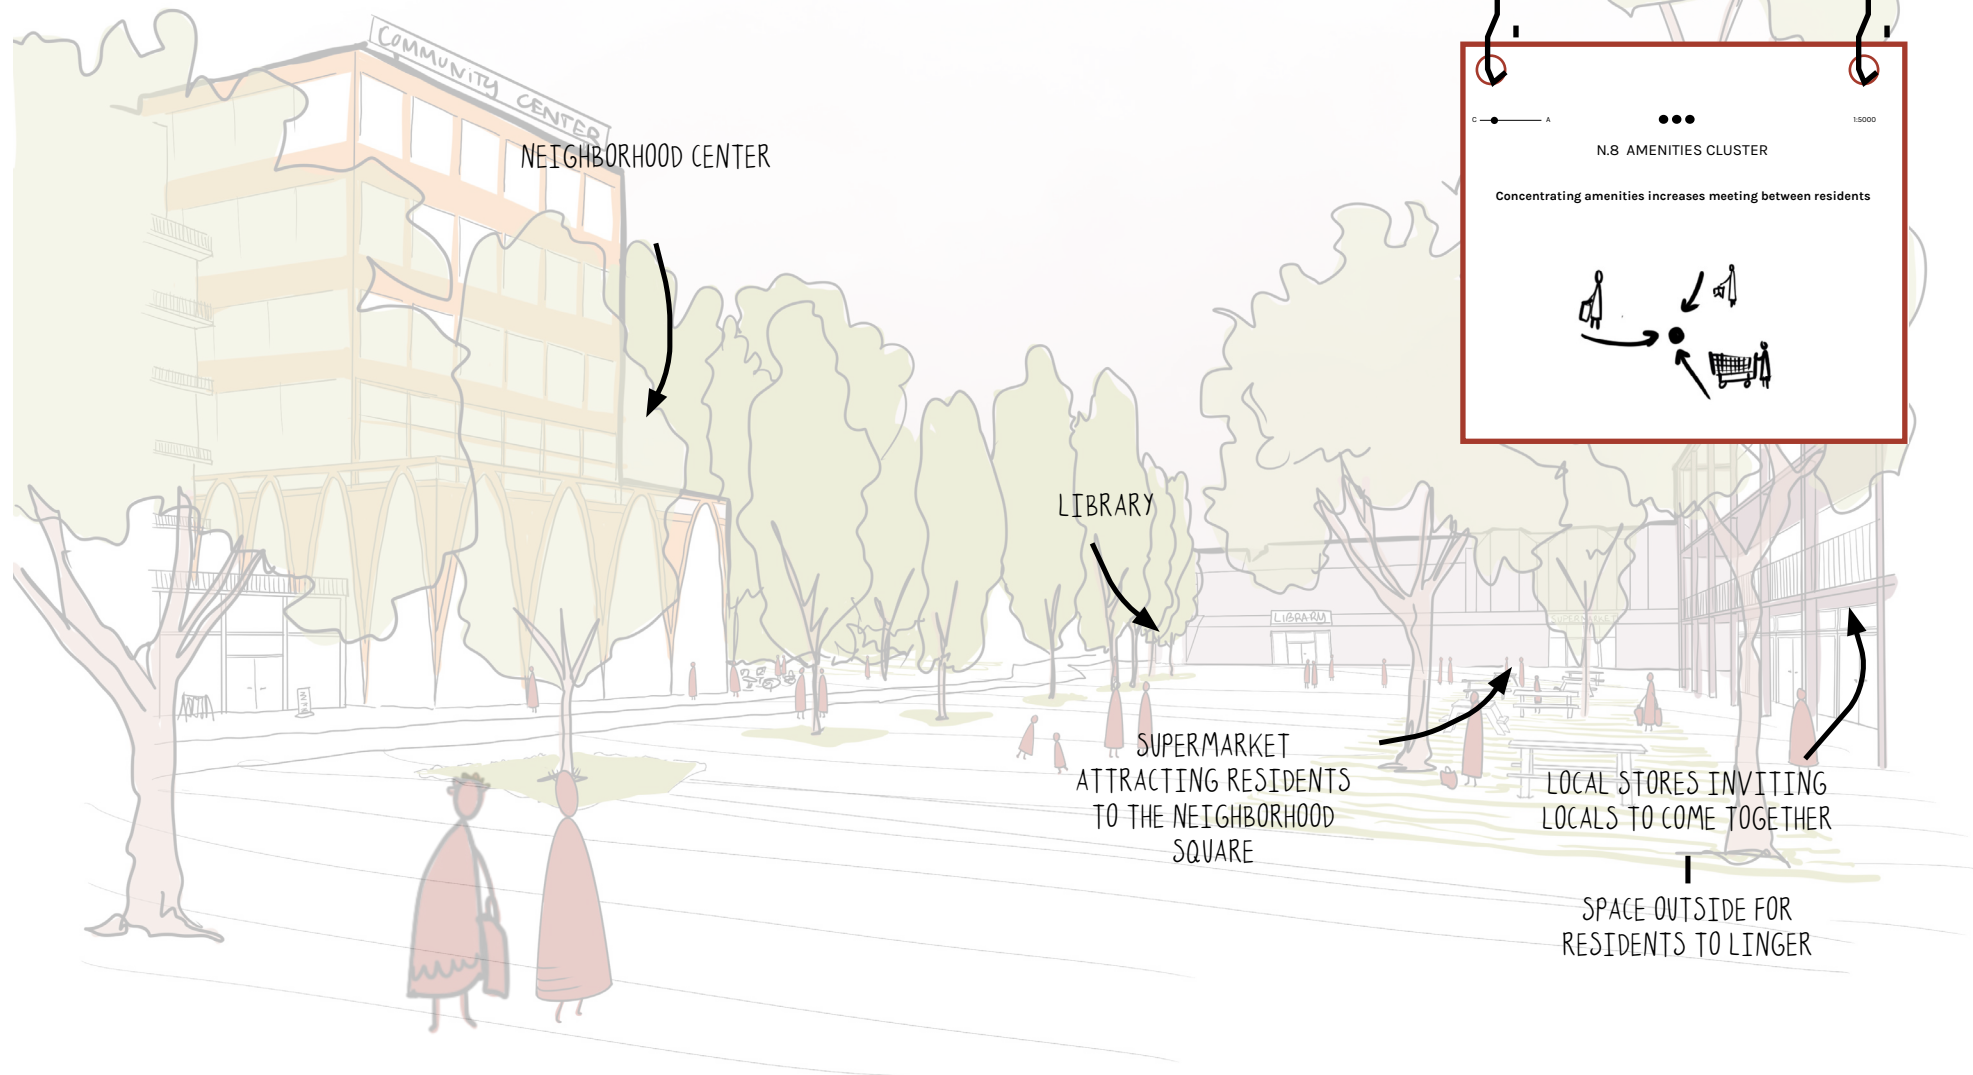 COMMUNITY CENTER
NEIGHBORHOOD CENTER
C
A
1:5000
N.8 AMENITIES CLUSTER
Concentrating amenities increases meeting between residents
LIBRARY
LIBRARY
SUPERMARKET
SUPERMARKET
ATTRACTING RESIDENTS
TO THE NEIGHBORHOOD
SQUARE
LOCAL STORES INVITING
LOCALS TO COME TOGETHER
SPACE OUTSIDE FOR
RESIDENTS TO LINGER